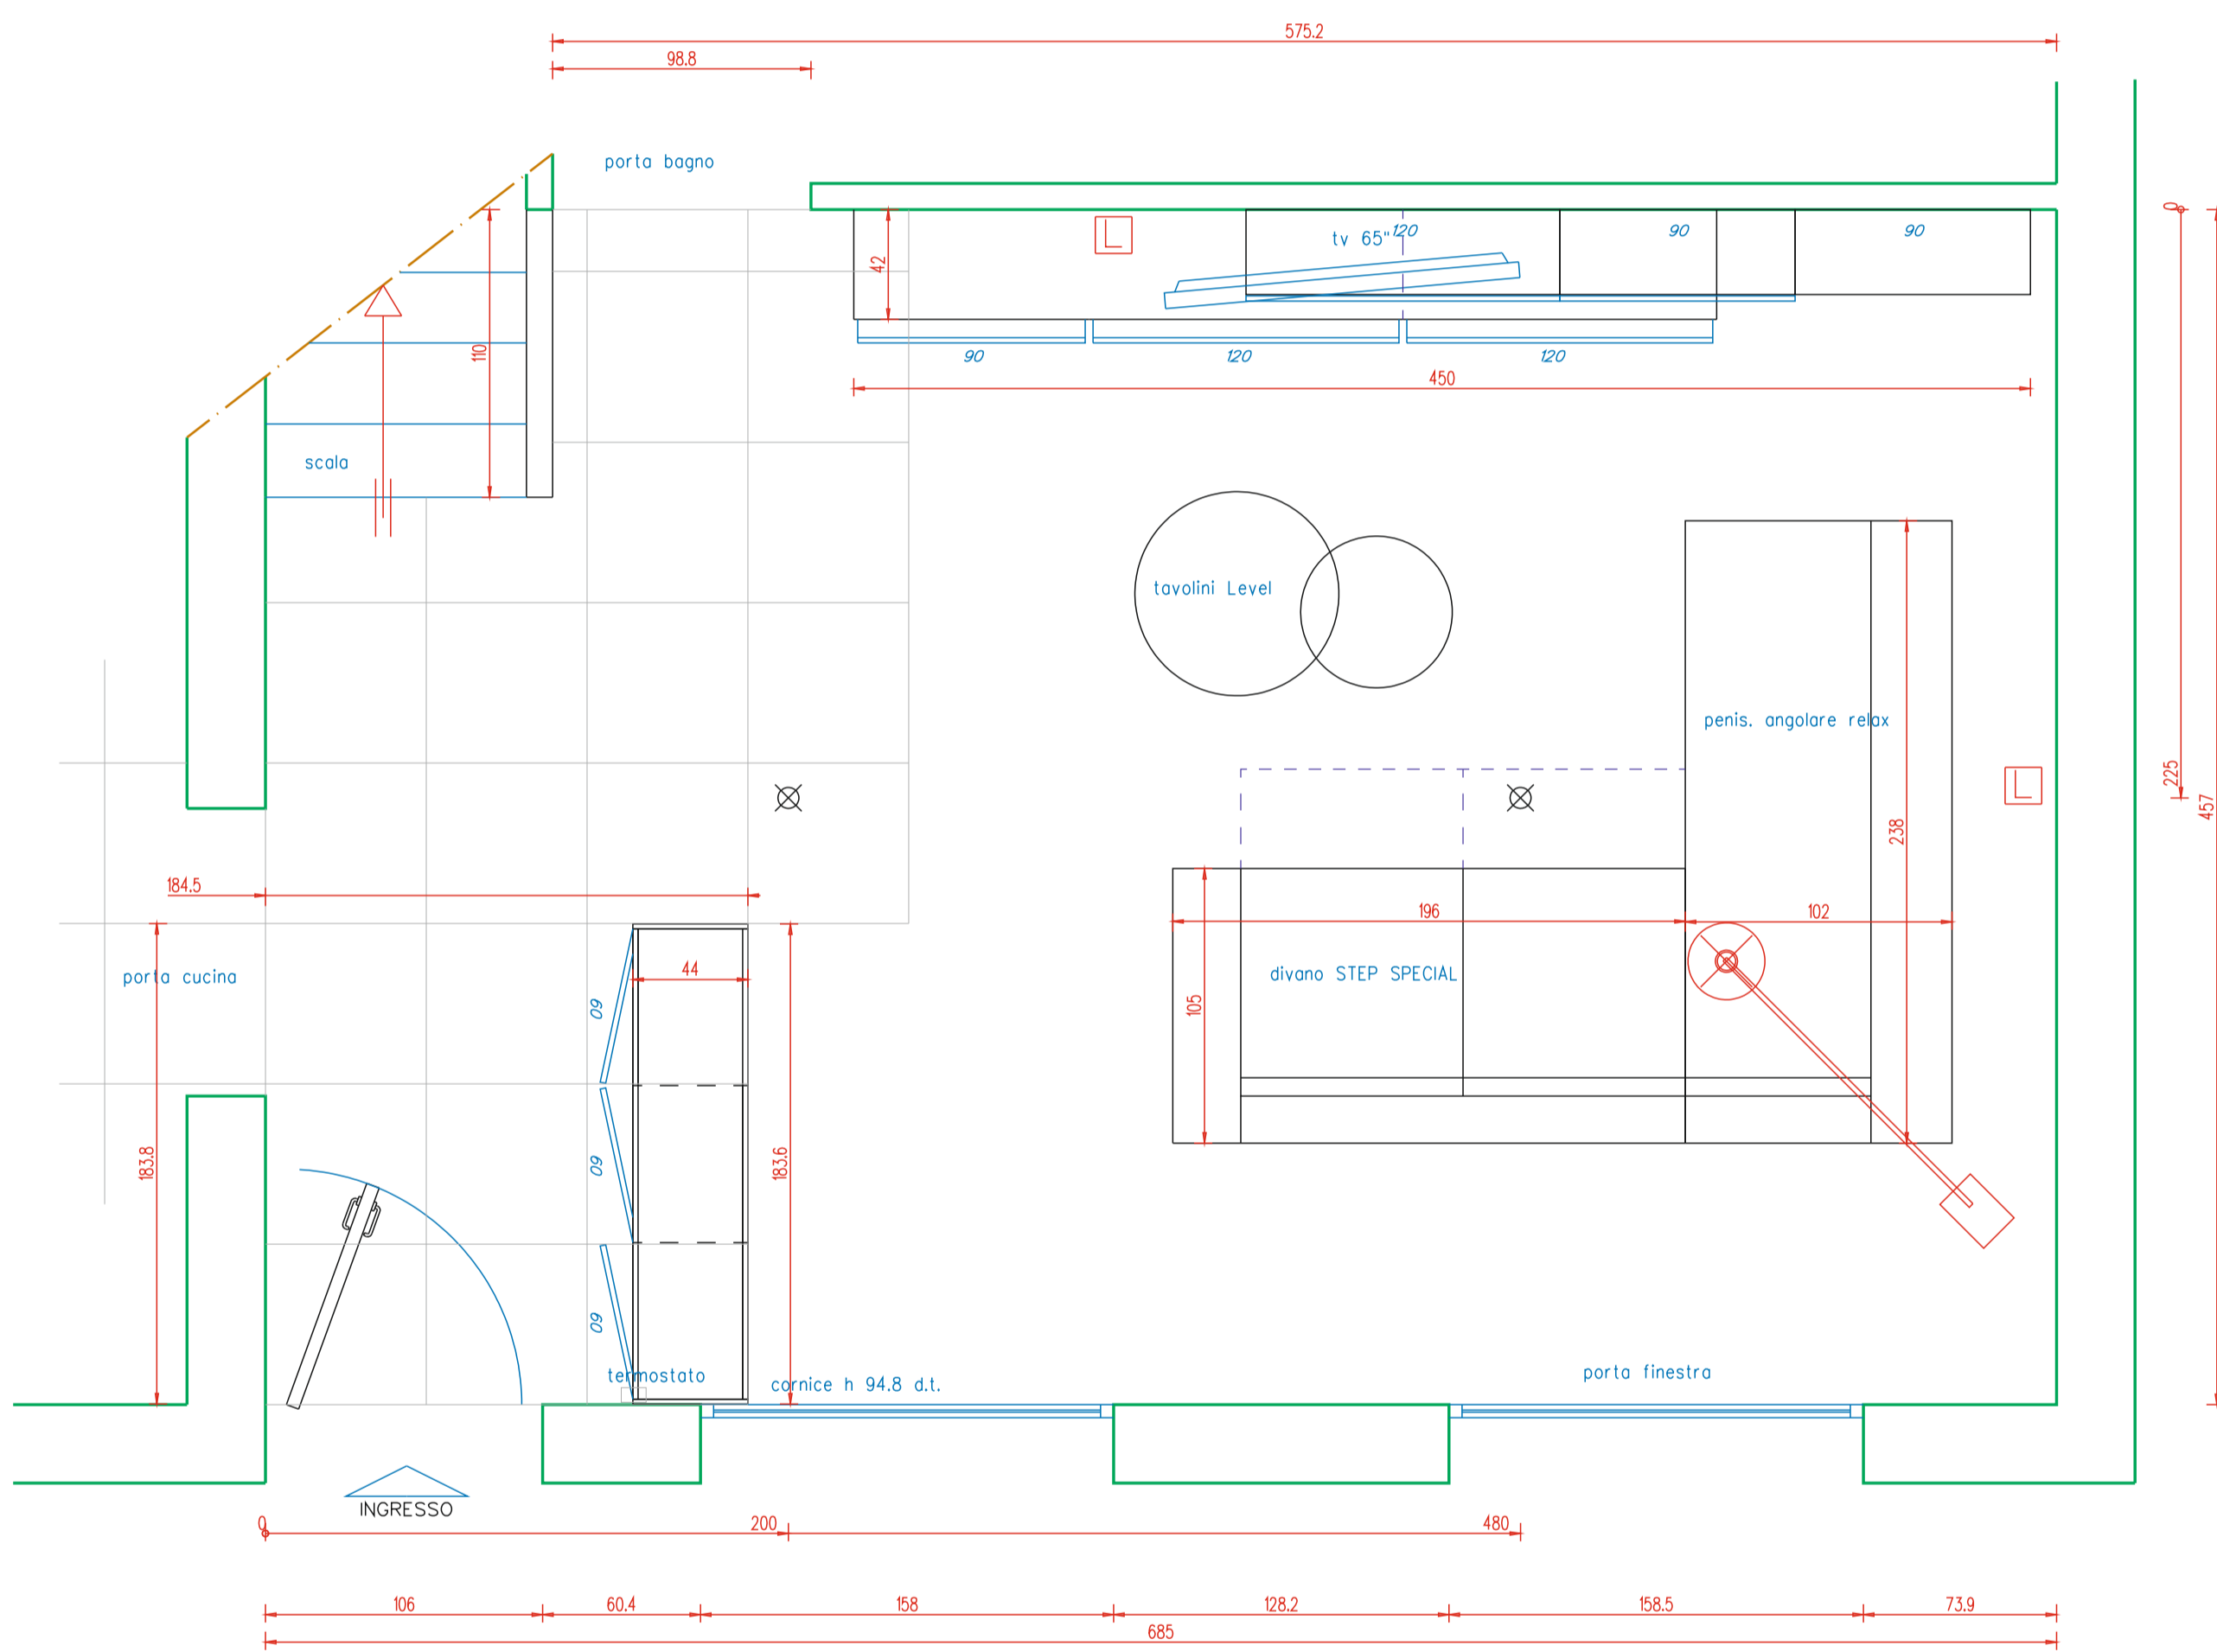 575.2
98.8
porta bagno
0
tv 65"
120
90
90
42
110
90
120
120
450
scala
tavolini Level
penis. angolare relax
225
457
238
184.5
196
102
porta cucina
44
divano STEP SPECIAL
105
60
183.8
60
183.6
60
termostato
cornice h 94.8 d.t.
porta finestra
INGRESSO
0
200
480
106
60.4
158
128.2
158.5
73.9
685
L
L